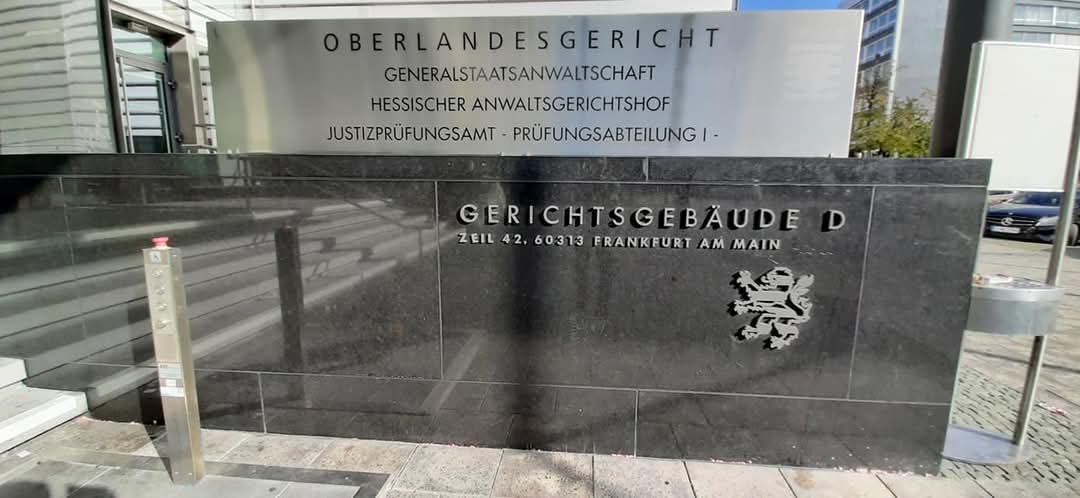 OBERLANDESGERICHT
GENERALSTAATSANWALTSCHAFT
HESSISCHER ANWALTSGERICHTSHOF
JUSTIZPRÜFUNGSAMT - PRÜFUNGSABTEILUNG I -
GERICHTSGEBÄUDE D
ZEIL 42, 60313 FRANKFURT AM MAIN